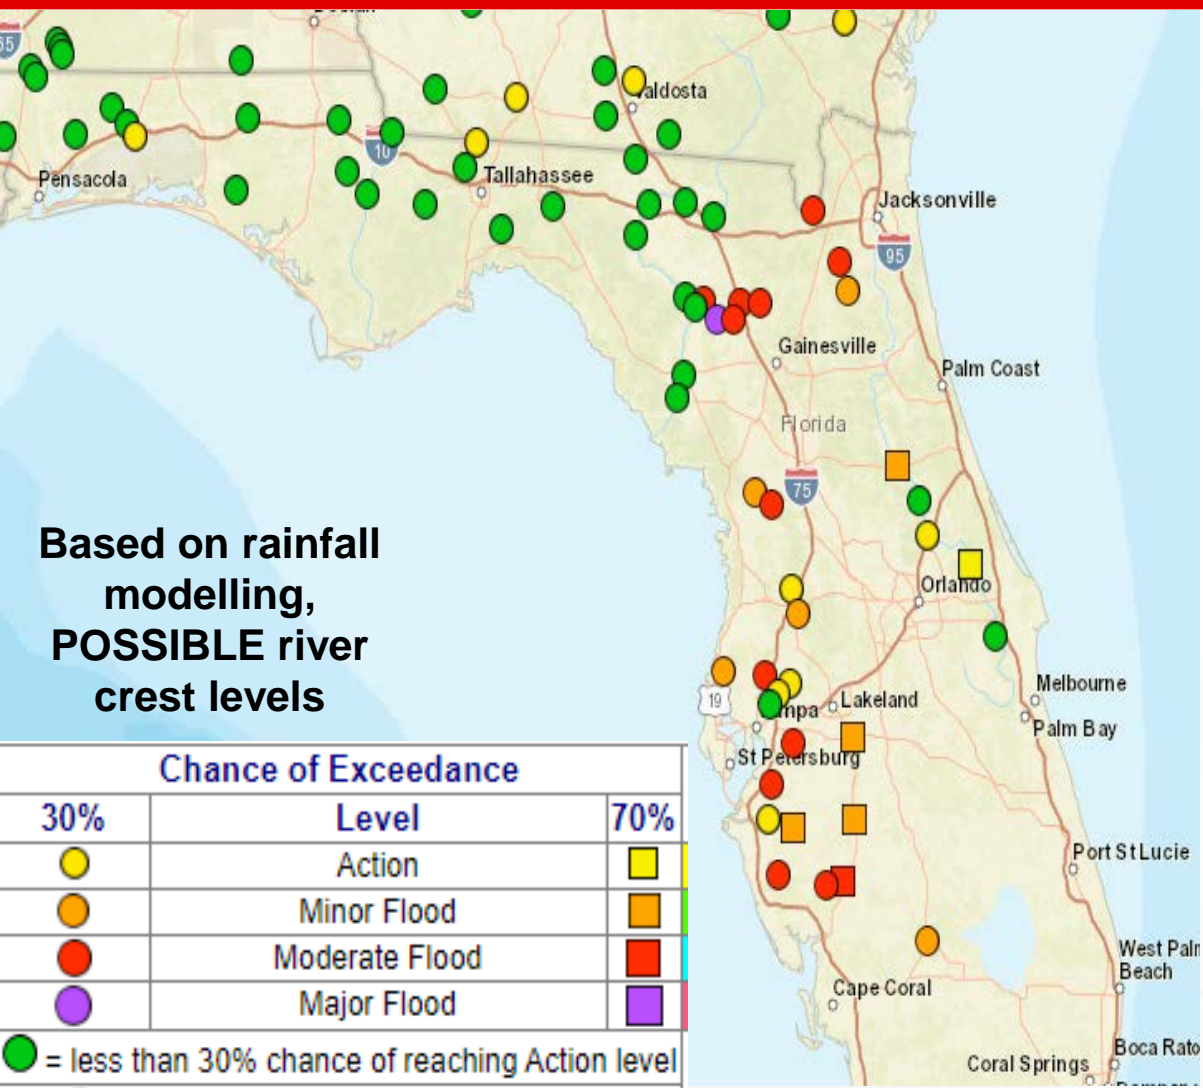 65
Valdosta
10
Pensacola
Tallahassee
Jacksonville
95
Gainesville
Palm Coast
Florida
75
Based on rainfall
modelling,
POSSIBLE river
crest levels
Orlando
Melbourne
19
Lakeland
mpa
Palm Bay
St Petersburg
Chance of Exceedance
30% Level 70%
Action
Minor Flood
Moderate Flood
Major Flood
= less than 30% chance of reaching Action level
Port St Lucie
West Palm
Beach
Cape Coral
Boca Rato
Coral Springs